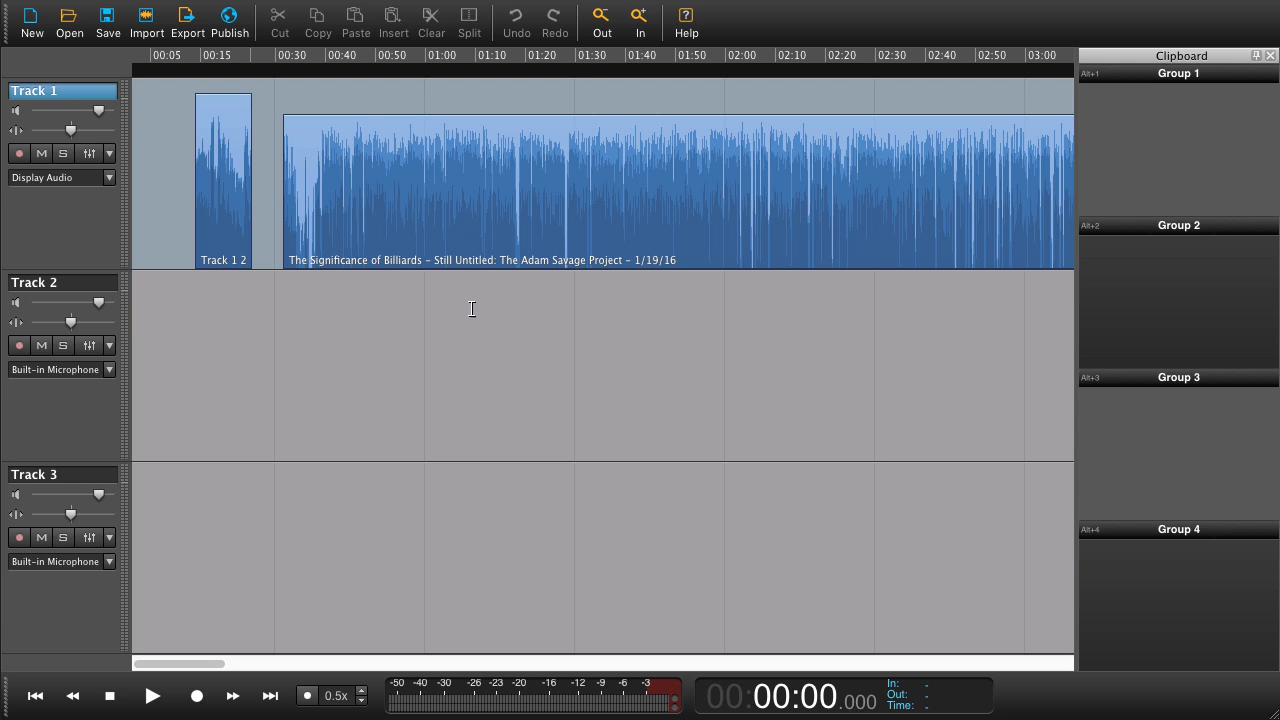 New Open Save Import Export Publish Cut Copy Paste Insert Clear Split Undo Redo Out In Help
00:05 00:15 00:30 00:40 00:50 01:00 01:10 01:20 01:30 01:40 01:50 02:00 02:10 02:20 02:30 02:40 02:50 03:00
Clipboard
Alt+1 Group 1
Track 1
M S
Display Audio
Track 1 2
The Significance of Billiards – Still Untitled: The Adam Savage Project – 1/19/16
Alt+2 Group 2
Track 2
M S
Built-in Microphone
Alt+3 Group 3
Track 3
M S
Built-in Microphone
Alt+4 Group 4
0.5x
-50 -40 -30 -26 -23 -20 -16 -12 -9 -6 -3
00:00:00.000
In: -
Out: -
Time: -